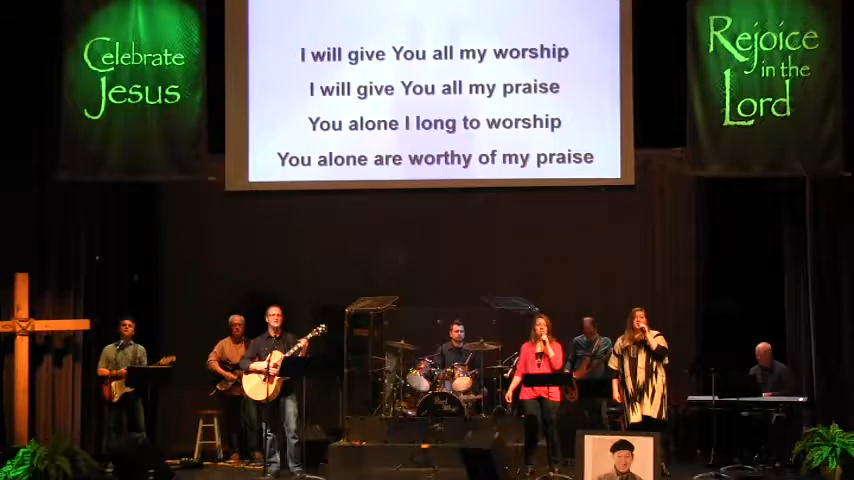 Celebrate
Jesus
I will give You all my worship
I will give You all my praise
You alone I long to worship
You alone are worthy of my praise
Rejoice
in the
Lord